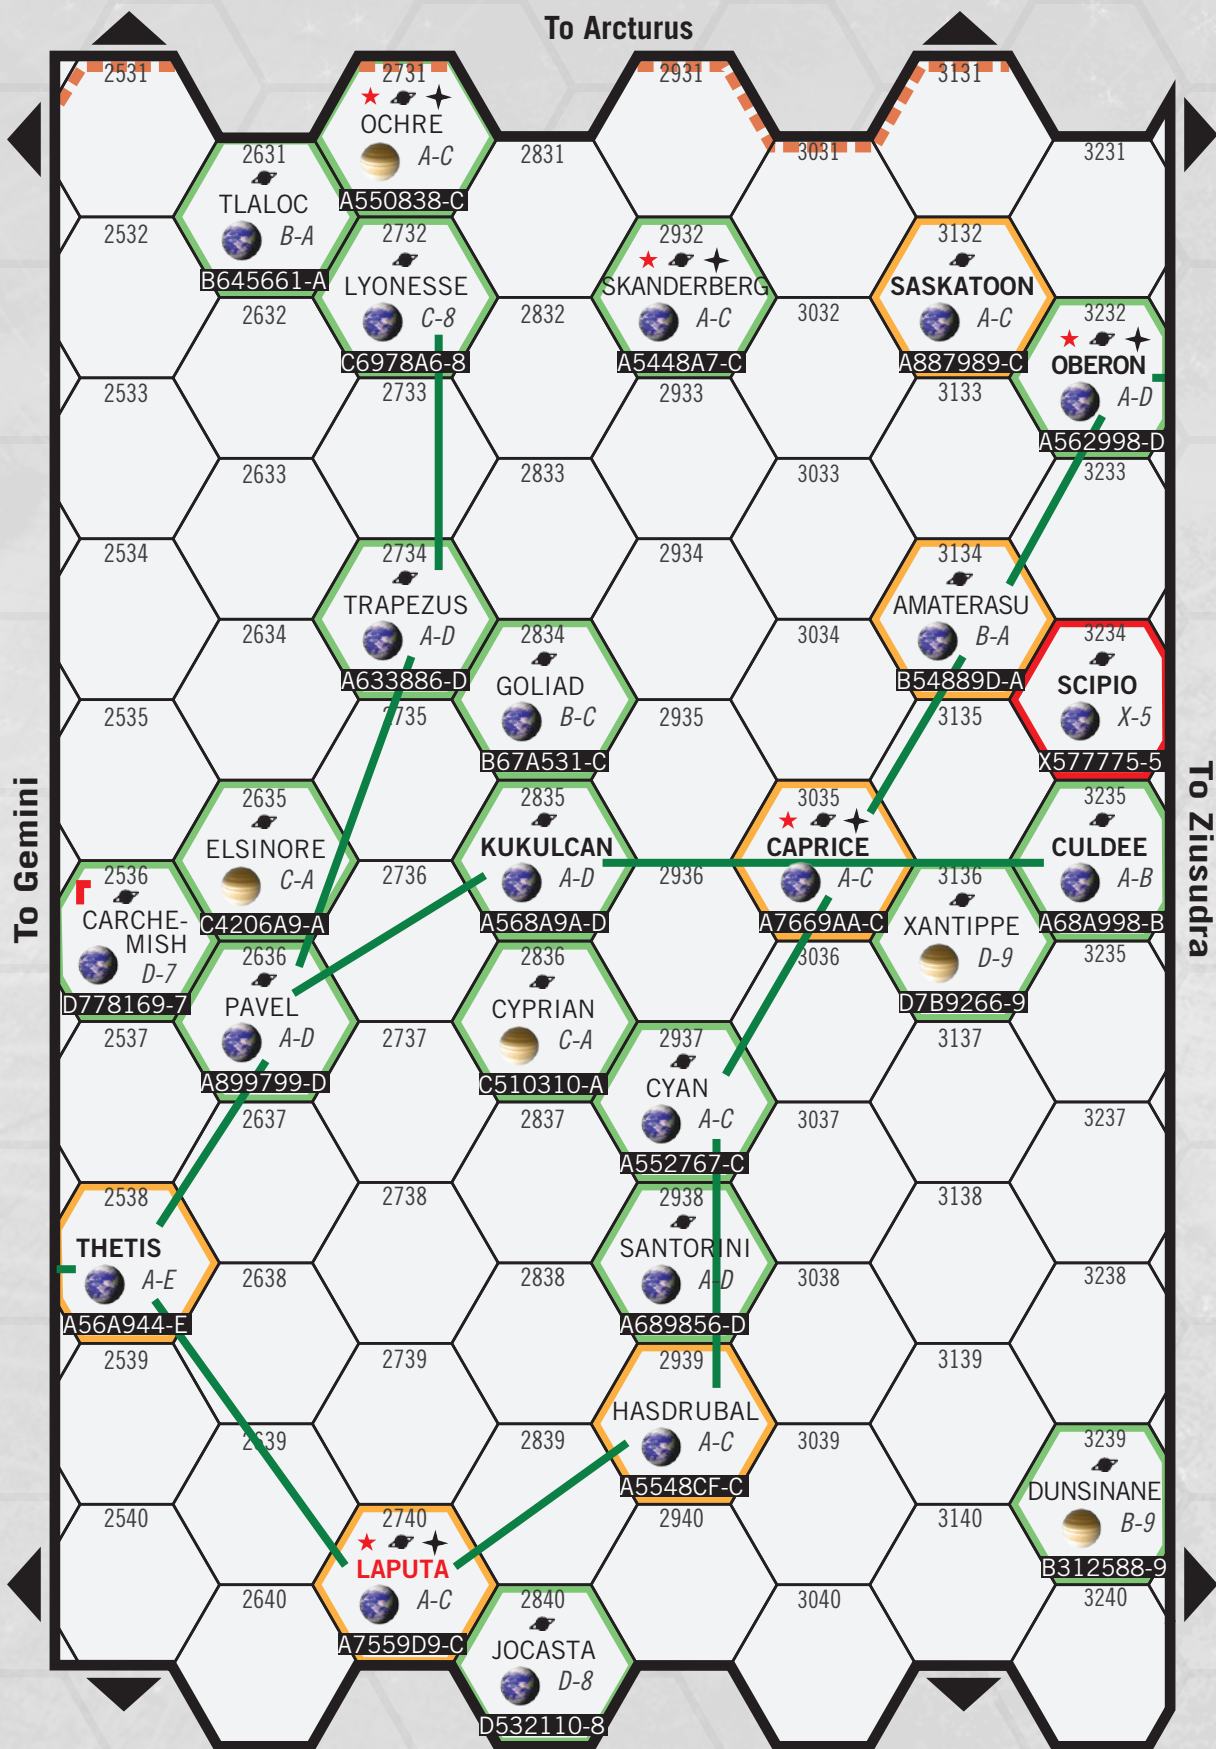 To Arcturus
2531
2731
2931
3131
OCHRE
A-C
A550838-C
2631
TLALOC
B-A
B645661-A
2831
3031
3231
2532
2732
LYONESSE
C-8
C6978A6-8
2932
SKANDERBERG
A-C
A5448A7-C
3132
SASKATOON
A-C
A887989-C
2632
2832
3032
3232
OBERON
A-D
A562998-D
2533
2733
2933
3133
2633
2833
3033
3233
2534
2734
TRAPEZUS
A-D
A633886-D
2934
3134
AMATERASU
B-A
B54889D-A
2634
2834
GOLIAD
B-C
B67A531-C
3034
3234
SCIPIO
X-5
X577775-5
2535
2735
2935
3135
2635
ELSINORE
C-A
C4206A9-A
2835
KUKULCAN
A-D
A568A9A-D
3035
CAPRICE
A-C
A7669AA-C
3235
CULDEE
A-B
A68A998-B
To Gemini
To Ziusudra
2536
CARCHE-
MISH
D-7
D778169-7
2736
2936
3136
XANTIPPE
D-9
D7B9266-9
2636
PAVEL
A-D
A899799-D
2836
CYPRIAN
C-A
C510310-A
3036
3235
2537
2737
2937
CYAN
A-C
A552767-C
3137
2637
2837
3037
3237
2538
THETIS
A-E
A56A944-E
2738
2938
SANTORINI
A-D
A689856-D
3138
2638
2838
3038
3238
2539
2739
2939
HASDRUBAL
A-C
A5548CF-C
3139
2639
2839
3039
3239
DUNSINANE
B-9
B312588-9
2540
2740
LAPUTA
A-C
A7559D9-C
2940
3140
2640
2840
JOCASTA
D-8
D532110-8
3040
3240